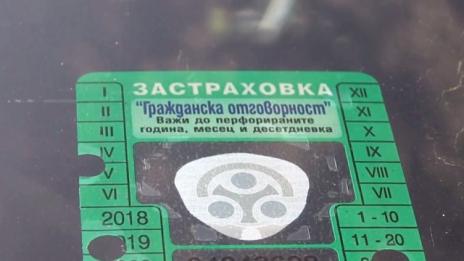 ЗАСТРАХОВКА
"Гражданска отговорност"
Важи до перфорираните
година, месец и десетдневка
I XII
II XI
III X
IV IX
V VIII
VI VII
2018 1 - 10
19 11 - 20